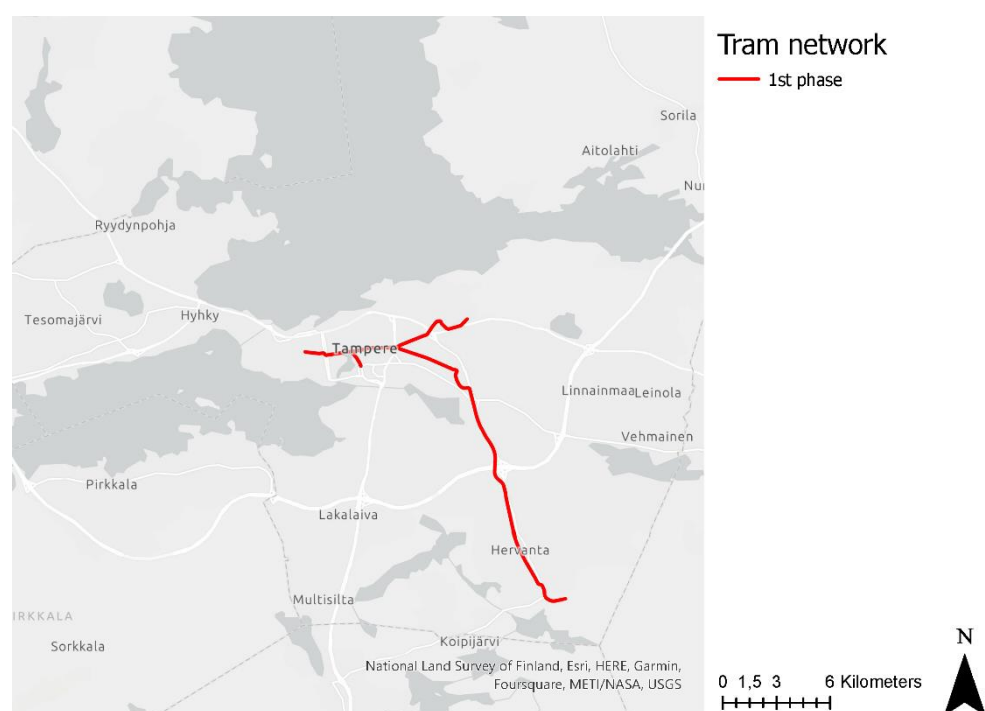 Tram network
1st phase
Sorila
Aitolahti
Nur
Ryydynpohja
Tesomajärvi
Hyhky
Tampere
Linnainmaa
Leinola
Vehmainen
Pirkkala
Lakalaiva
Hervanta
Multisilta
IRKKALA
Sorkkala
Koipijärvi
National Land Survey of Finland, Esri, HERE, Garmin,
Foursquare, METI/NASA, USGS
0 1,5 3 6 Kilometers
N